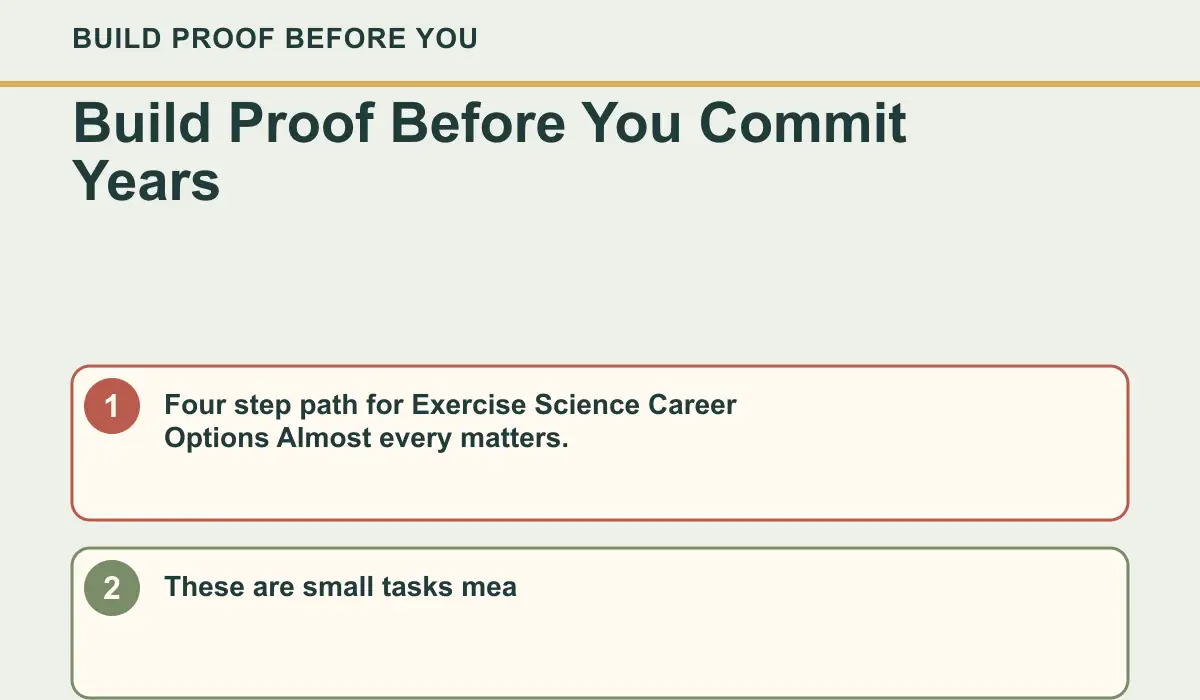 BUILD PROOF BEFORE YOU
Build Proof Before You Commit
Years
1
Four step path for Exercise Science Career
Options Almost every matters.
2
These are small tasks mea